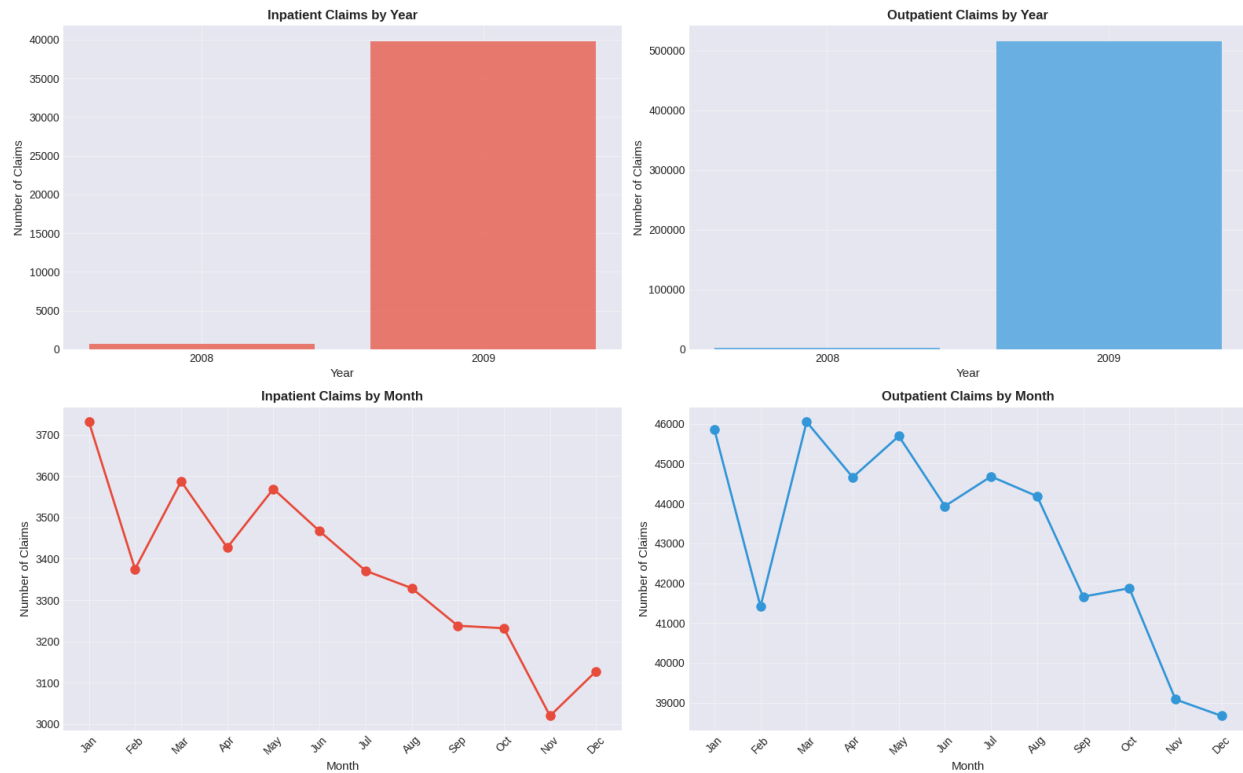 Inpatient Claims by Year
Number of Claims
40000
35000
30000
25000
20000
15000
10000
5000
0
2008 2009
Year
Outpatient Claims by Year
Number of Claims
500000
400000
300000
200000
100000
0
2008 2009
Year
Inpatient Claims by Month
Number of Claims
3700
3600
3500
3400
3300
3200
3100
3000
Jan Feb Mar Apr May Jun Jul Aug Sep Oct Nov Dec
Month
Outpatient Claims by Month
Number of Claims
46000
45000
44000
43000
42000
41000
40000
39000
Jan Feb Mar Apr May Jun Jul Aug Sep Oct Nov Dec
Month